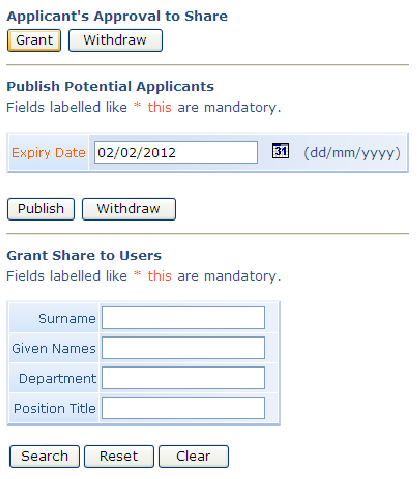 Applicant's Approval to Share
Grant Withdraw
Publish Potential Applicants
Fields labelled like * this are mandatory.
Expiry Date 02/02/2012 31 (dd/mm/yyyy)
Publish Withdraw
Grant Share to Users
Fields labelled like * this are mandatory.
Surname
Given Names
Department
Position Title
Search Reset Clear